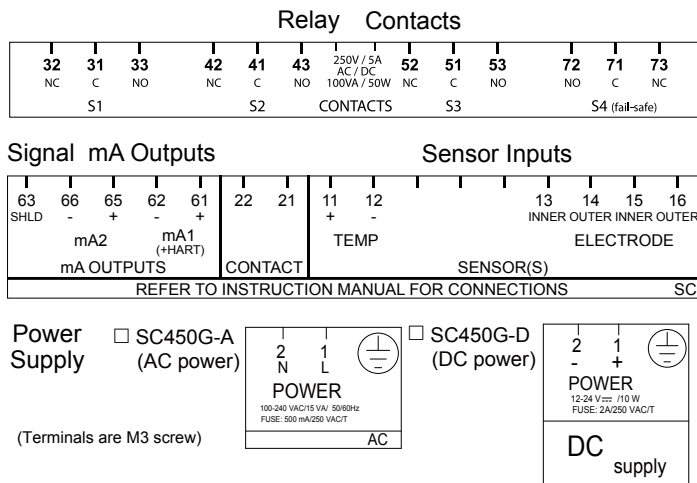 Relay Contacts
32 31 33 42 41 43 250V / 5A 52 51 53 72 71 73
AC / DC
NC C NO NC C NO 100VA / 50W NC C NO NO C NC
S1 S2 CONTACTS S3 S4 (fail-safe)
Signal mA Outputs Sensor Inputs
63 66 65 62 61 22 21 11 12 13 14 15 16
SHLD - + - + + - INNER OUTER INNER OUTER
mA2 mA1 TEMP ELECTRODE
(+HART)
mA OUTPUTS CONTACT SENSOR(S)
REFER TO INSTRUCTION MANUAL FOR CONNECTIONS SC
Power
Supply
SC450G-A
(AC power)
2 1
N L
POWER
100-240 VAC/15 VA/ 50/60Hz
FUSE: 500 mA/250 VAC/T
AC
SC450G-D
(DC power)
2 1
- +
POWER
12-24 V⎓ /10 W
FUSE: 2A/250 VAC/T
DC
supply
(Terminals are M3 screw)